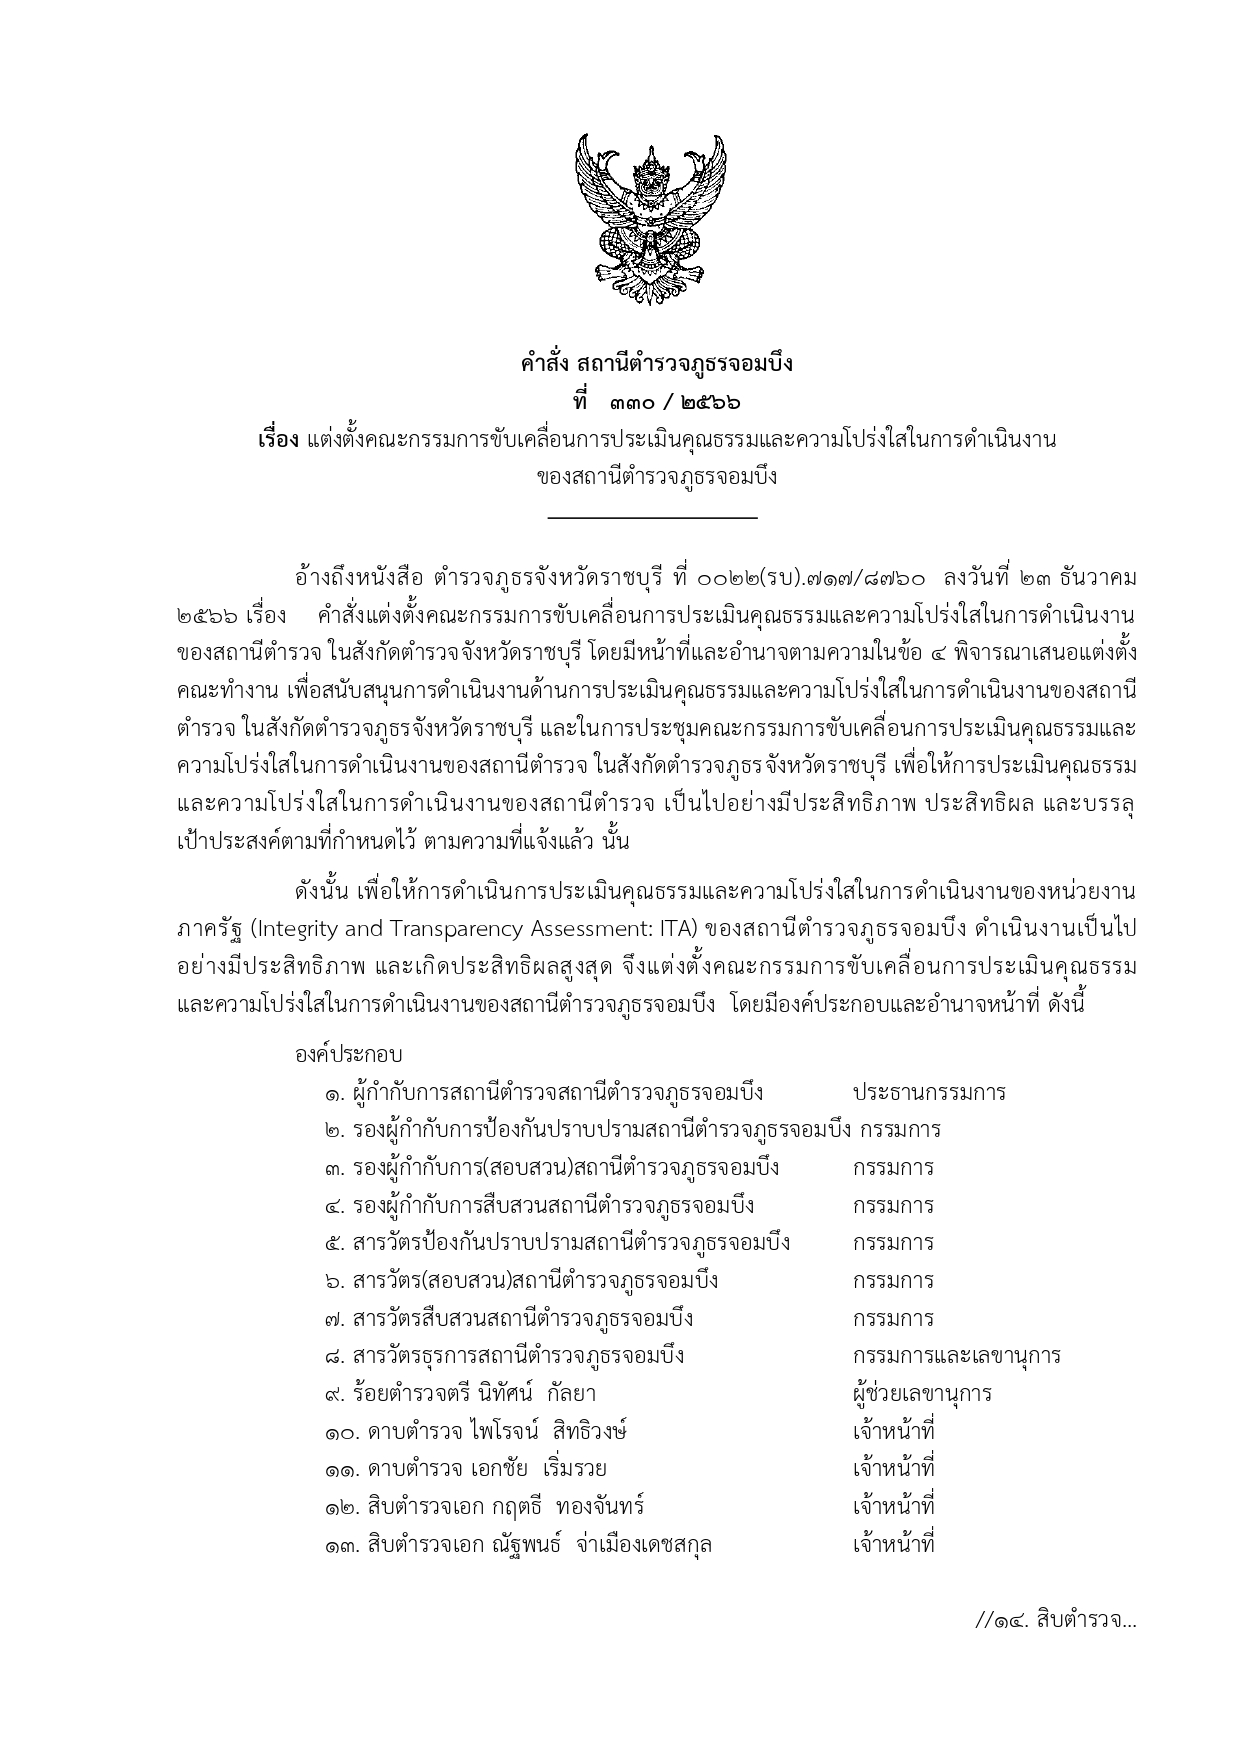 คำสั่ง สถานีตำรวจภูธรจอมบึง
ที่ ๓๓๐ / ๒๕๖๖
เรื่อง แต่งตั้งคณะกรรมการขับเคลื่อนการประเมินคุณธรรมและความโปร่งใสในการดำเนินงาน
ของสถานีตำรวจภูธรจอมบึง
อ้างถึงหนังสือ ตำรวจภูธรจังหวัดราชบุรี ที่ ๐๐๒๒(รบ).๗๑๗/๘๗๖๐ ลงวันที่ ๒๓ ธันวาคม
๒๕๖๖ เรื่อง คำสั่งแต่งตั้งคณะกรรมการขับเคลื่อนการประเมินคุณธรรมและความโปร่งใสในการดำเนินงาน
ของสถานีตำรวจ ในสังกัดตำรวจจังหวัดราชบุรี โดยมีหน้าที่และอำนาจตามความในข้อ ๔ พิจารณาเสนอแต่งตั้ง
คณะทำงาน เพื่อสนับสนุนการดำเนินงานด้านการประเมินคุณธรรมและความโปร่งใสในการดำเนินงานของสถานี
ตำรวจ ในสังกัดตำรวจภูธรจังหวัดราชบุรี และในการประชุมคณะกรรมการขับเคลื่อนการประเมินคุณธรรมและ
ความโปร่งใสในการดำเนินงานของสถานีตำรวจ ในสังกัดตำรวจภูธรจังหวัดราชบุรี เพื่อให้การประเมินคุณธรรม
และความโปร่งใสในการดำเนินงานของสถานีตำรวจ เป็นไปอย่างมีประสิทธิภาพ ประสิทธิผล และบรรลุ
เป้าประสงค์ตามที่กำหนดไว้ ตามความที่แจ้งแล้ว นั้น
ดังนั้น เพื่อให้การดำเนินการประเมินคุณธรรมและความโปร่งใสในการดำเนินงานของหน่วยงาน
ภาครัฐ (Integrity and Transparency Assessment: ITA) ของสถานีตำรวจภูธรจอมบึง ดำเนินงานเป็นไป
อย่างมีประสิทธิภาพ และเกิดประสิทธิผลสูงสุด จึงแต่งตั้งคณะกรรมการขับเคลื่อนการประเมินคุณธรรม
และความโปร่งใสในการดำเนินงานของสถานีตำรวจภูธรจอมบึง โดยมีองค์ประกอบและอำนาจหน้าที่ ดังนี้
องค์ประกอบ
๑. ผู้กำกับการสถานีตำรวจสถานีตำรวจภูธรจอมบึง ประธานกรรมการ
๒. รองผู้กำกับการป้องกันปราบปรามสถานีตำรวจภูธรจอมบึง กรรมการ
๓. รองผู้กำกับการ(สอบสวน)สถานีตำรวจภูธรจอมบึง กรรมการ
๔. รองผู้กำกับการสืบสวนสถานีตำรวจภูธรจอมบึง กรรมการ
๕. สารวัตรป้องกันปราบปรามสถานีตำรวจภูธรจอมบึง กรรมการ
๖. สารวัตร(สอบสวน)สถานีตำรวจภูธรจอมบึง กรรมการ
๗. สารวัตรสืบสวนสถานีตำรวจภูธรจอมบึง กรรมการ
๘. สารวัตรธุรการสถานีตำรวจภูธรจอมบึง กรรมการและเลขานุการ
๙. ร้อยตำรวจตรี นิทัศน์ กัลยา ผู้ช่วยเลขานุการ
๑๐. ดาบตำรวจ ไพโรจน์ สิทธิวงษ์ เจ้าหน้าที่
๑๑. ดาบตำรวจ เอกชัย เริ่มรวย เจ้าหน้าที่
๑๒. สิบตำรวจเอก กฤตธี ทองจันทร์ เจ้าหน้าที่
๑๓. สิบตำรวจเอก ณัฐพนธ์ จ่าเมืองเดชสกุล เจ้าหน้าที่
//๑๔. สิบตำรวจ...